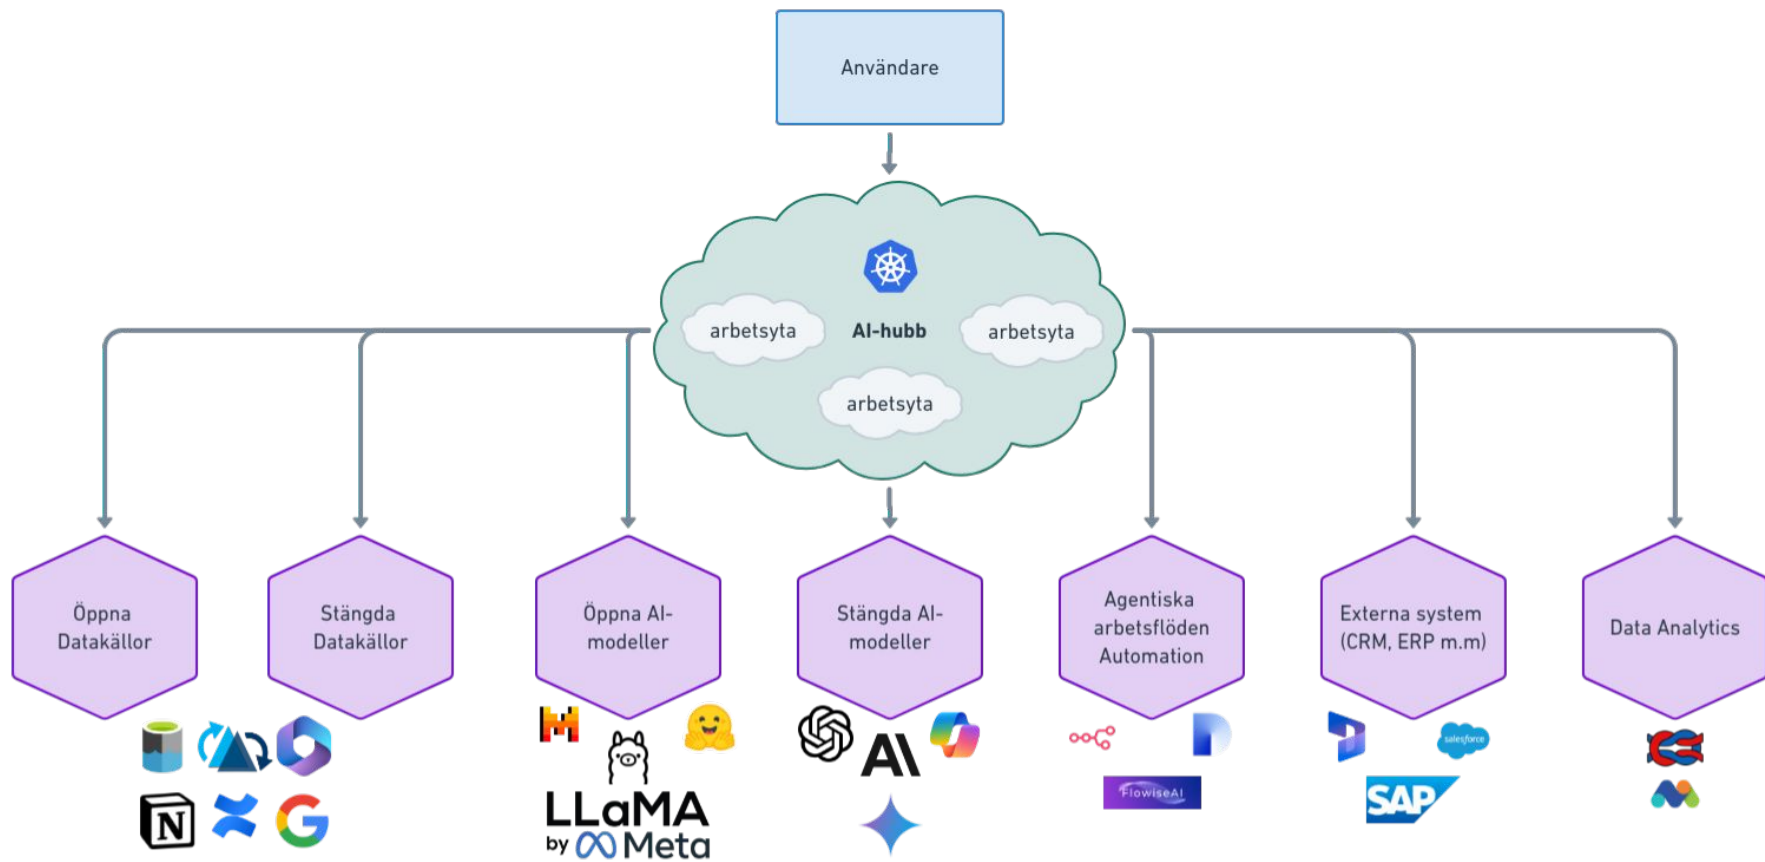 Användare
arbetsyta
AI-hubb
arbetsyta
arbetsyta
Öppna
Datakällor
Stängda
Datakällor
Öppna AI-
modeller
Stängda AI-
modeller
Agentiska
arbetsflöden
Automation
Externa system
(CRM, ERP m.m)
Data Analytics
N
LLaMA
by Meta
AI
FlowiseAI
salesforce
SAP